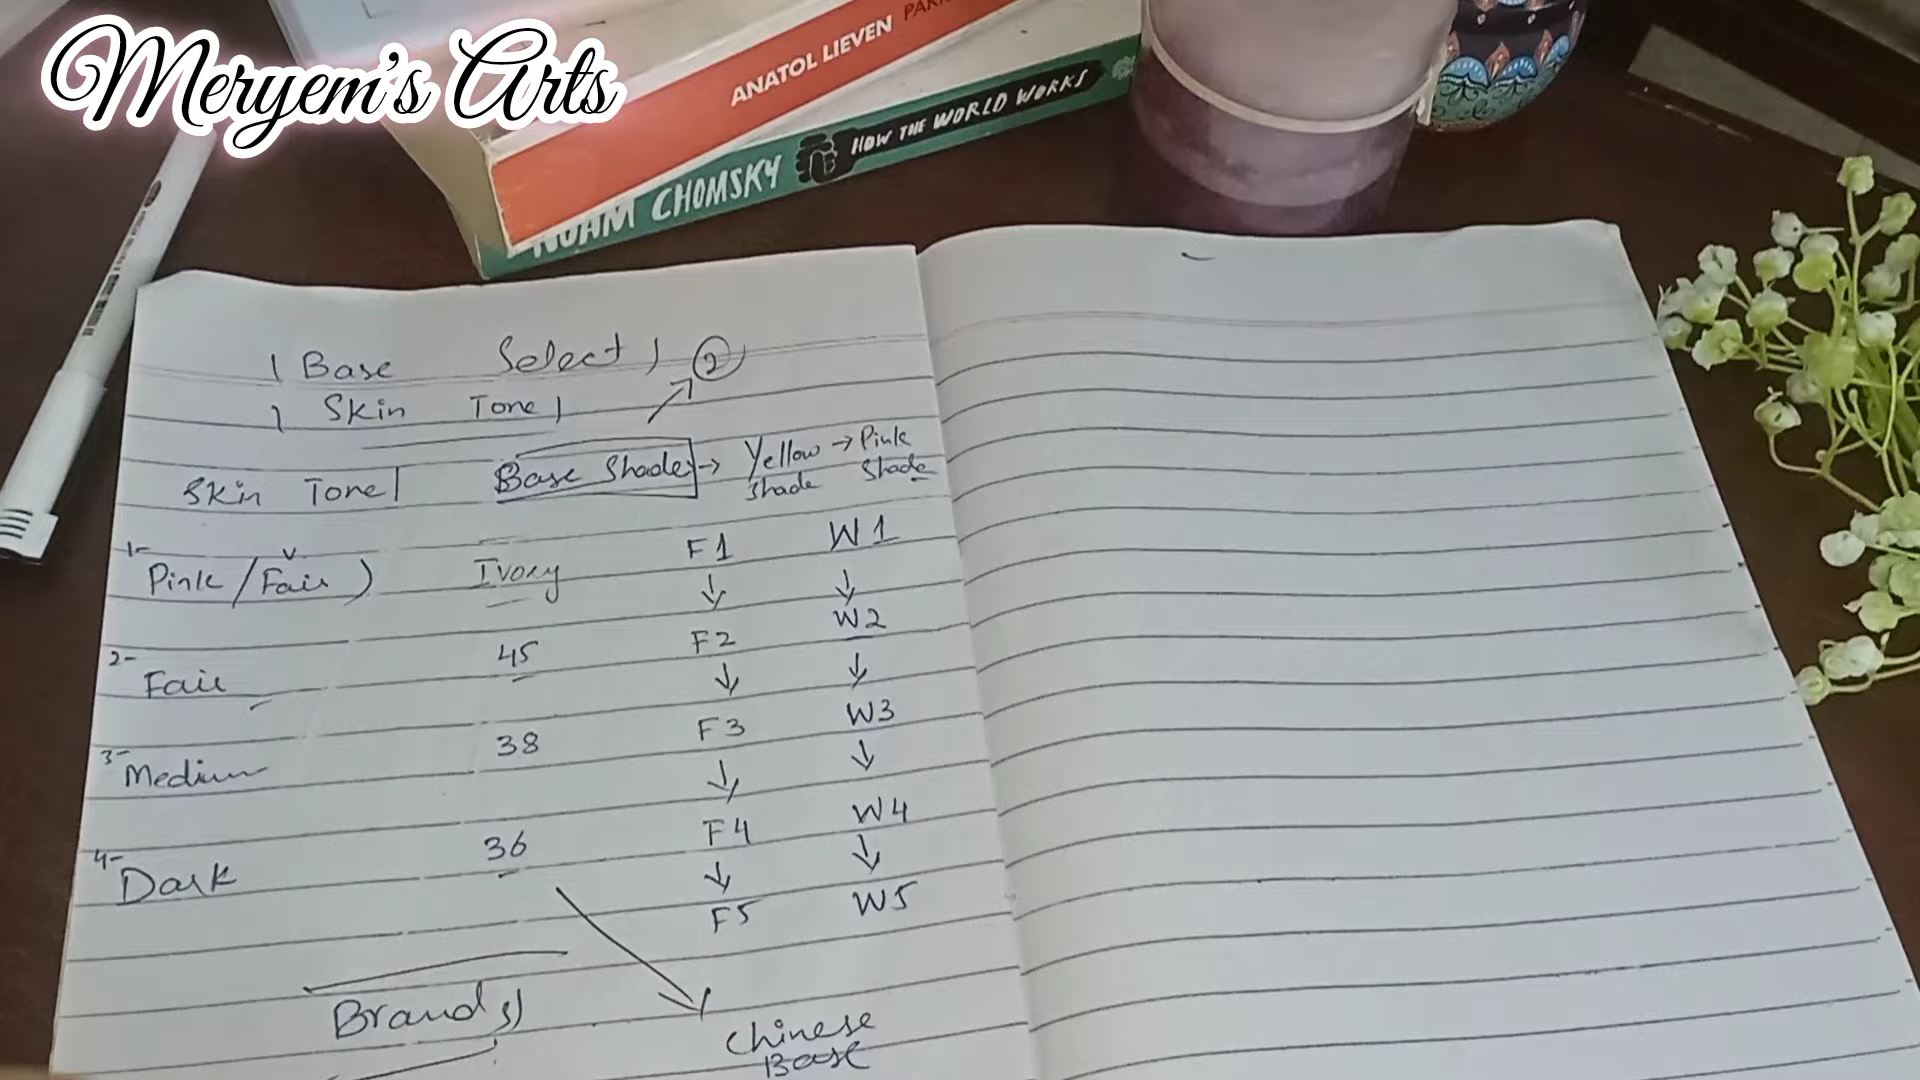 Meryem's Arts
ANATOL LIEVEN
NOAM CHOMSKY HOW THE WORLD WORKS
Base Select 2
Skin Tone
Skin Tone Base Shade → Yellow Shade → Pink Shade
1- Pink / Fair) Ivory F1 W1
↓ ↓
2- Fair 45 F2 W2
↓ ↓
3- Medium 38 F3 W3
↓ ↓
4- Dark 36 F4 W4
↓ ↓
F5 W5
Brands
Chinese
Base